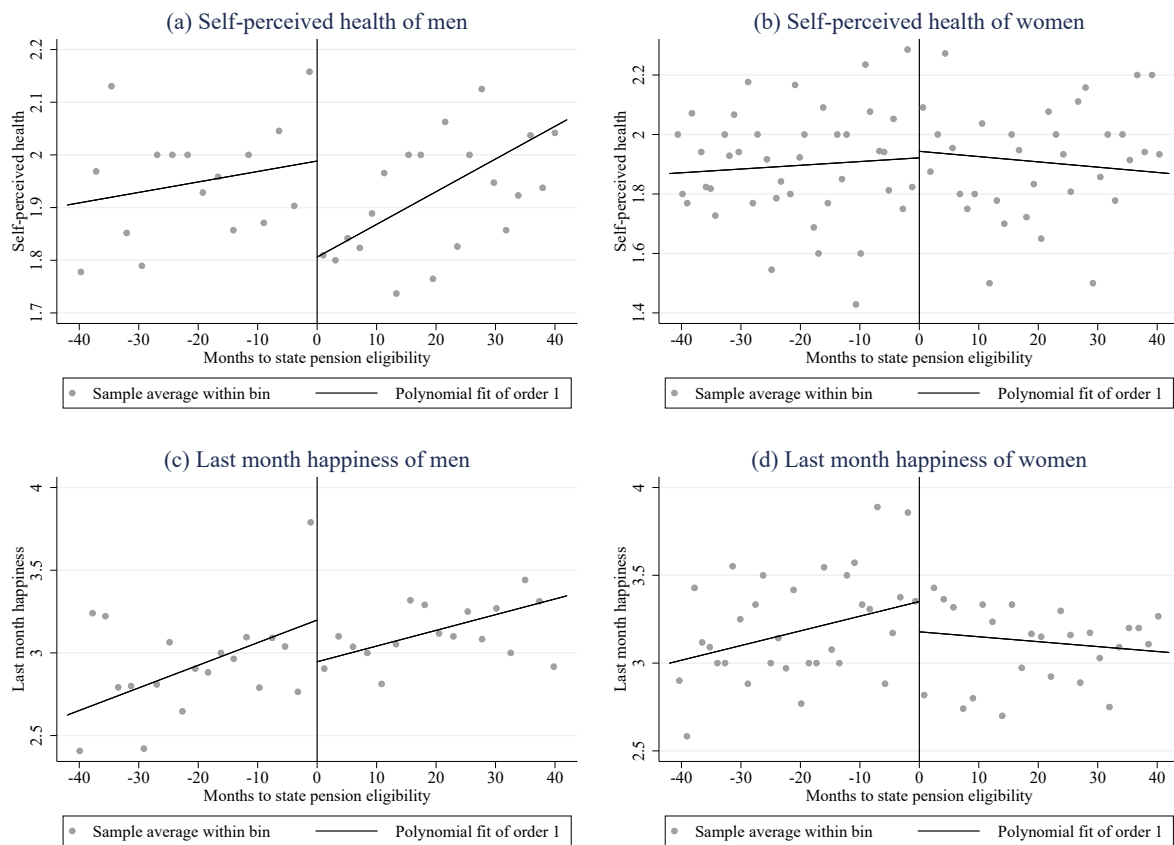 (a) Self-perceived health of men
Self-perceived health
2.2
2.1
2
1.9
1.8
1.7
-40 -30 -20 -10 0 10 20 30 40
Months to state pension eligibility
Sample average within bin Polynomial fit of order 1
(b) Self-perceived health of women
Self-perceived health
2.2
2
1.8
1.6
1.4
-40 -30 -20 -10 0 10 20 30 40
Months to state pension eligibility
Sample average within bin Polynomial fit of order 1
(c) Last month happiness of men
Last month happiness
4
3.5
3
2.5
-40 -30 -20 -10 0 10 20 30 40
Months to state pension eligibility
Sample average within bin Polynomial fit of order 1
(d) Last month happiness of women
Last month happiness
4
3.5
3
2.5
-40 -30 -20 -10 0 10 20 30 40
Months to state pension eligibility
Sample average within bin Polynomial fit of order 1